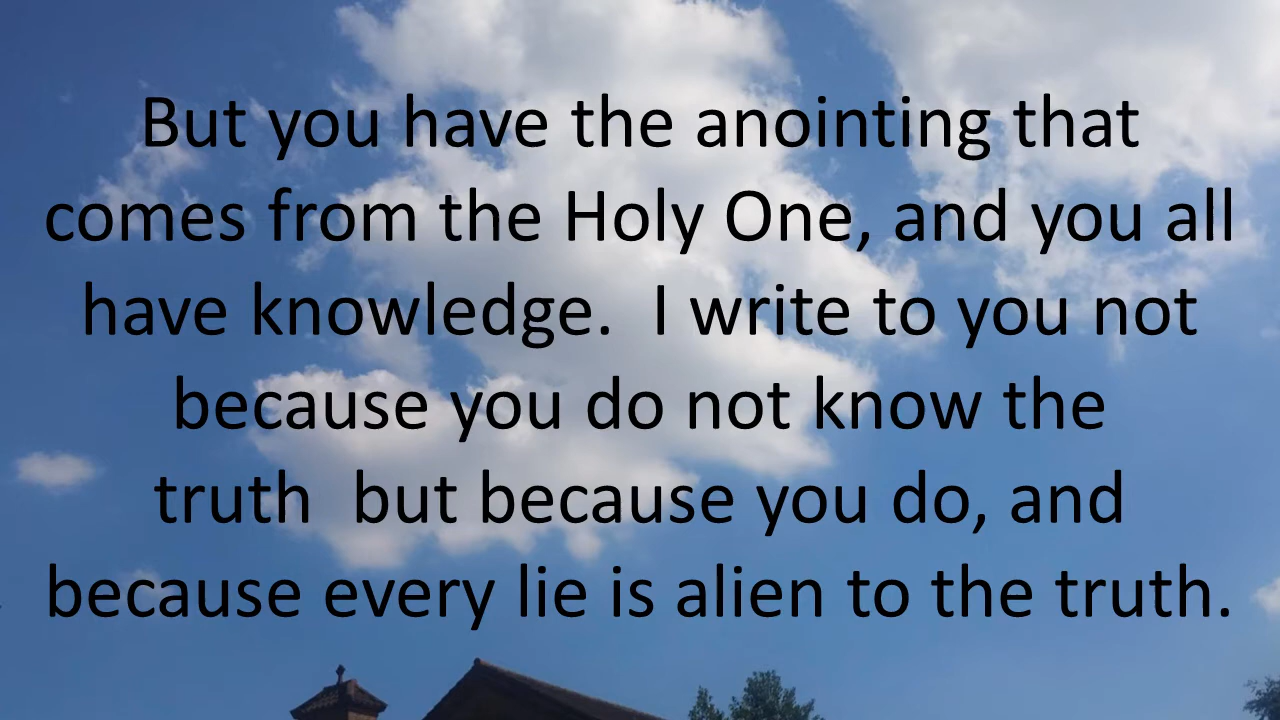 But you have the anointing that
comes from the Holy One, and you all
have knowledge.  I write to you not
because you do not know the
truth  but because you do, and
because every lie is alien to the truth.